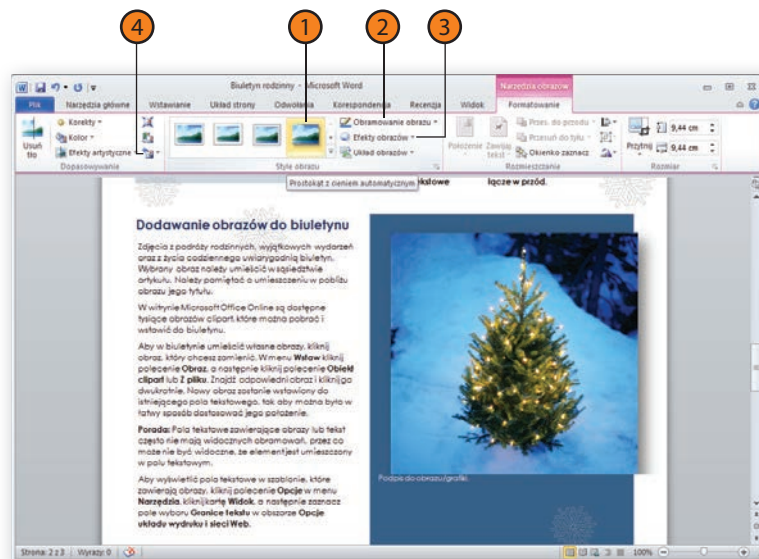 4
1
2
3
Biuletyn rodzinny - Microsoft Word
Narzędzia obrazów
Plik
Narzędzia główne
Wstawianie
Układ strony
Odwołania
Korespondencja
Recenzja
Widok
Formatowanie
Usuń tło
Korekty
Kolor
Efekty artystyczne
Dopasowywanie
Style obrazu
Obramowanie obrazu
Efekty obrazów
Układ obrazów
Położenie
Zawijaj tekst
Przes. do przodu
Przesuń do tyłu
Okienko zaznacz.
Rozmieszczanie
Przytnij
9,44 cm
9,44 cm
Rozmiar
Prostokąt z cieniem automatycznym
łącze w przód.
Dodawanie obrazów do biuletynu
Zdjęcia z podróży rodzinnych, wyjątkowych wydarzeń
oraz z życia codziennego uwiarygodnią biuletyn.
Wybrany obraz należy umieścić w sąsiedztwie
artykułu. Należy pamiętać o umieszczeniu w pobliżu
obrazu jego tytułu.
W witrynie Microsoft Office Online są dostępne
tysiące obrazów clipart, które można pobrać i
wstawić do biuletynu.
Aby w biuletynie umieścić własne obrazy, kliknij
obraz, który chcesz zamienić. W menu Wstaw kliknij
polecenie Obraz, a następnie kliknij polecenie Obiekt
clipart lub Z pliku. Znajdź odpowiedni obraz i kliknij go
dwukrotnie. Nowy obraz zostanie wstawiony do
istniejącego pola tekstowego, tak aby można było w
łatwy sposób dostosować jego położenie.
Porada: Pola tekstowe zawierające obrazy lub tekst
często nie mają widocznych obramowań, przez co
może nie być widoczne, że element jest umieszczony
w polu tekstowym.
Aby wyświetlić pola tekstowe w szablonie, które
zawierają obrazy, kliknij polecenie Opcje w menu
Narzędzia, kliknij kartę Widok, a następnie zaznacz
pole wyboru Granice tekstu w obszarze Opcje
układu wydruku i sieci Web.
Podpis do obrazu/grafiki.
Strona: 2 z 3
Wyrazy: 0
100%